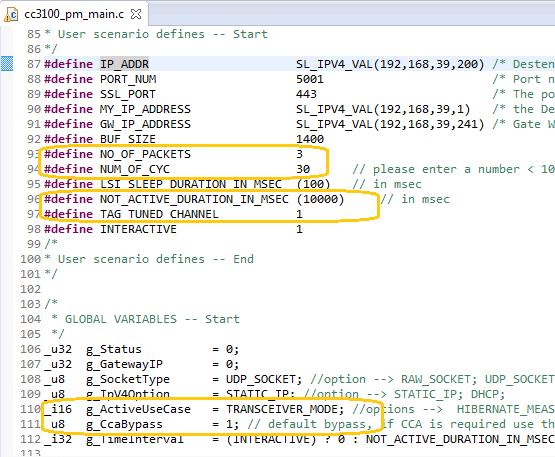 cc3100_pm_main.c
85 * User scenario defines -- Start
86 */
87 #define IP_ADDR SL_IPV4_VAL(192,168,39,200) /* Desten
88 #define PORT_NUM 5001 /* Port n
89 #define SSL_PORT 443 /* The po
90 #define MY_IP_ADDRESS SL_IPV4_VAL(192,168,39,1) /* the De
91 #define GW_IP_ADDRESS SL_IPV4_VAL(192,168,39,241) /* Gate W
92 #define BUF_SIZE 1400
93 #define NO_OF_PACKETS 3
94 #define NUM_OF_CYC 30 // please enter a number < 10
95 #define LSI_SLEEP_DURATION_IN_MSEC (100) // in msec
96 #define NOT_ACTIVE_DURATION_IN_MSEC (10000) // in msec
97 #define TAG_TUNED_CHANNEL 1
98 #define INTERACTIVE 1
99 /*
100 * User scenario defines -- End
101 */
102
103 /*
104 * GLOBAL VARIABLES -- Start
105 */
106 _u32 g_Status = 0;
107 _u32 g_GatewayIP = 0;
108 _u8 g_SocketType = UDP_SOCKET; //option --> RAW_SOCKET; UDP_SOCKET
109 _u8 g_IpV4Option = STATIC_IP; //option --> STATIC_IP; DHCP;
110 _i16 g_ActiveUseCase = TRANSCEIVER_MODE; //options --> HIBERNATE_MEAS
111 _u8 g_CcaBypass = 1; // default bypass, if CCA is required use th
112 _i32 g_TimeInterval = (INTERACTIVE) ? 0 : NOT_ACTIVE_DURATION_IN_M